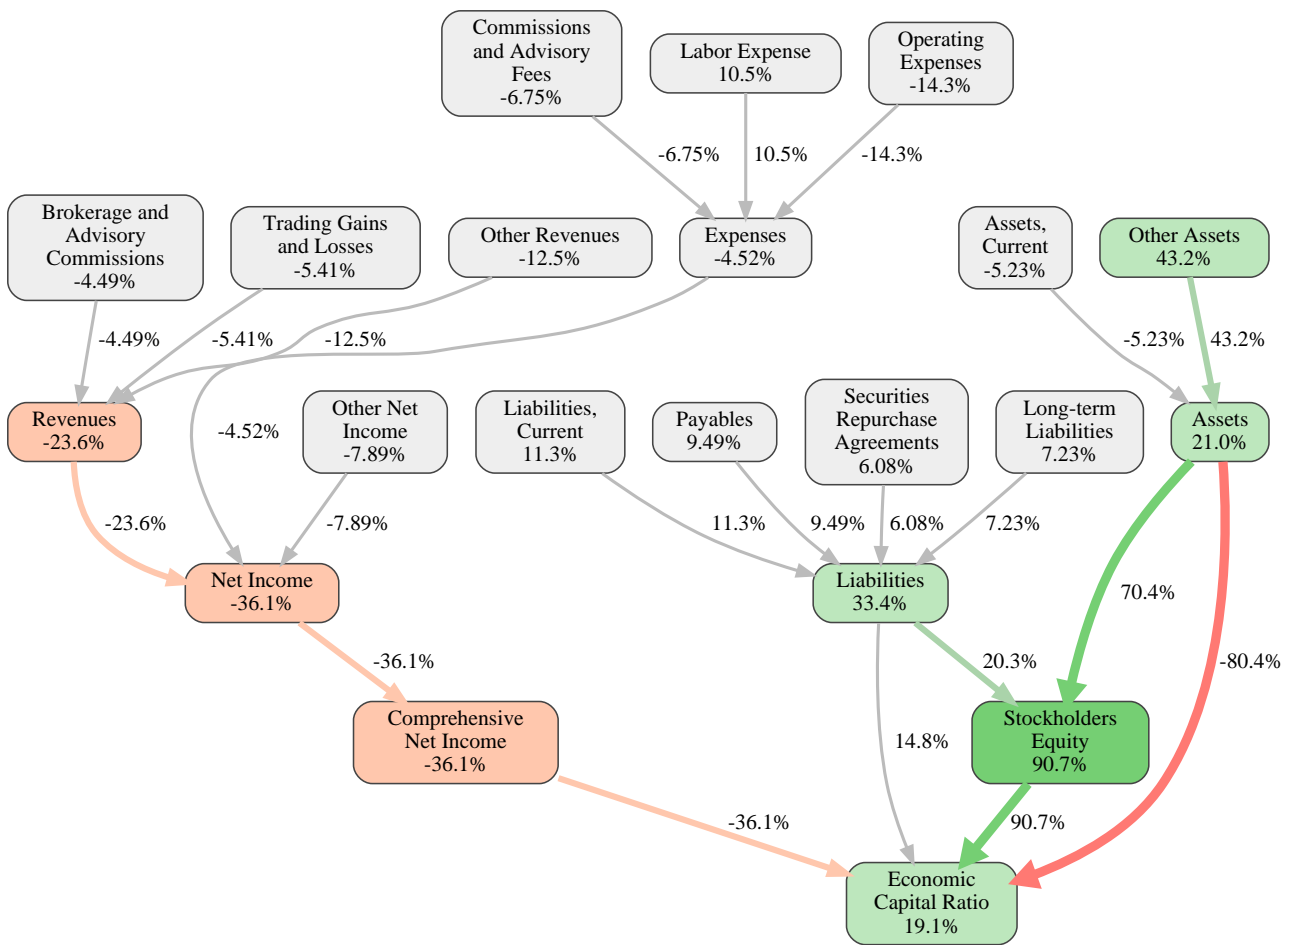 Commissions
and Advisory
Fees
-6.75%
Labor Expense
10.5%
Operating
Expenses
-14.3%
-6.75%
10.5%
-14.3%
Brokerage and
Advisory
Commissions
-4.49%
Trading Gains
and Losses
-5.41%
Other Revenues
-12.5%
Expenses
-4.52%
Assets,
Current
-5.23%
Other Assets
43.2%
-4.49%
-5.41%
-12.5%
-5.23%
43.2%
Revenues
-23.6%
-4.52%
Other Net
Income
-7.89%
Liabilities,
Current
11.3%
Payables
9.49%
Securities
Repurchase
Agreements
6.08%
Long-term
Liabilities
7.23%
Assets
21.0%
-23.6%
-7.89%
11.3%
9.49%
6.08%
7.23%
Net Income
-36.1%
Liabilities
33.4%
70.4%
-36.1%
20.3%
-80.4%
Comprehensive
Net Income
-36.1%
14.8%
Stockholders
Equity
90.7%
-36.1%
90.7%
Economic
Capital Ratio
19.1%